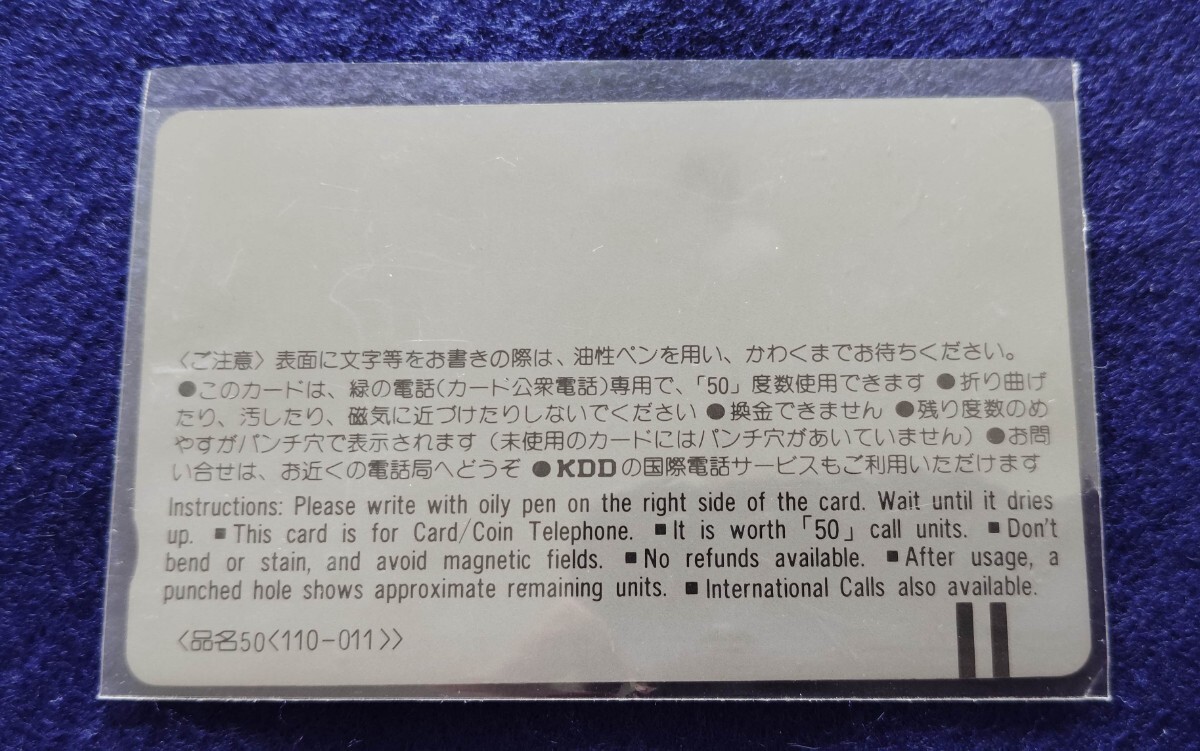 〈ご注意〉表面に文字等をお書きの際は、油性ペンを用い、かわくまでお待ちください。
●このカードは、緑の電話(カード公衆電話)専用で、「50」度数使用できます ●折り曲げ
たり、汚したり、磁気に近づけたりしないでください ●換金できません ●残り度数のめ
やすがパンチ穴で表示されます(未使用のカードにはパンチ穴があいていません) ●お問
い合せは、お近くの電話局へどうぞ ●KDDの国際電話サービスもご利用いただけます
Instructions: Please write with oily pen on the right side of the card. Wait until it dries
up. ■This card is for Card/Coin Telephone. ■It is worth「50」call units. ■Don't
bend or stain, and avoid magnetic fields. ■No refunds available. ■After usage, a
punched hole shows approximate remaining units. ■International Calls also available.
〈品名50〈110-011〉〉